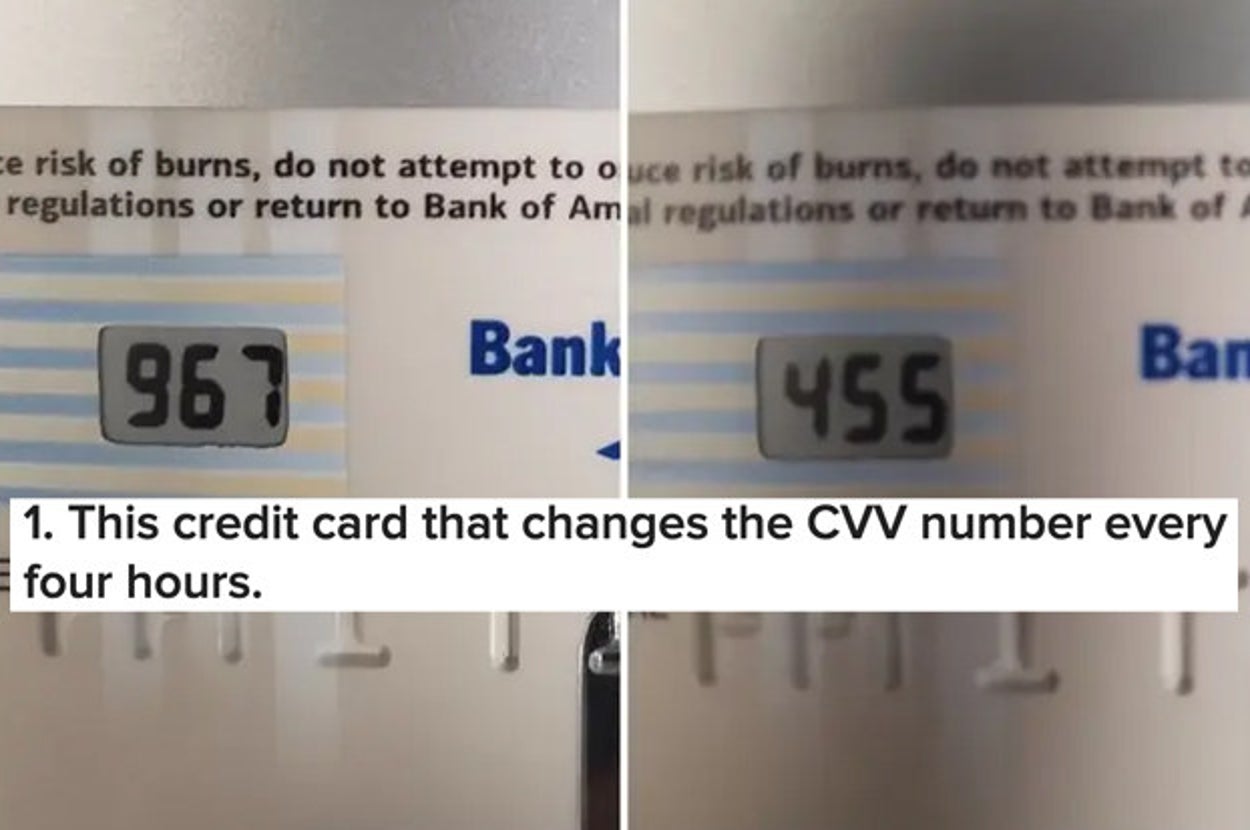 ce risk of burns, do not attempt to o
regulations or return to Bank of Am
967
Bank
uce risk of burns, do not attempt to
al regulations or return to Bank of A
455
Ban
1. This credit card that changes the CVV number every
four hours.